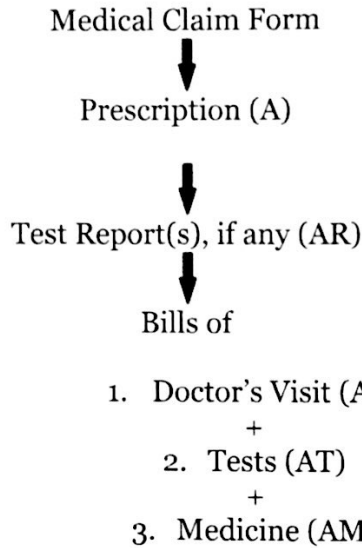 Medical Claim Form
Prescription (A)
Test Report(s), if any (AR)
Bills of
1. Doctor's Visit (A
+
2. Tests (AT)
+
3. Medicine (AM